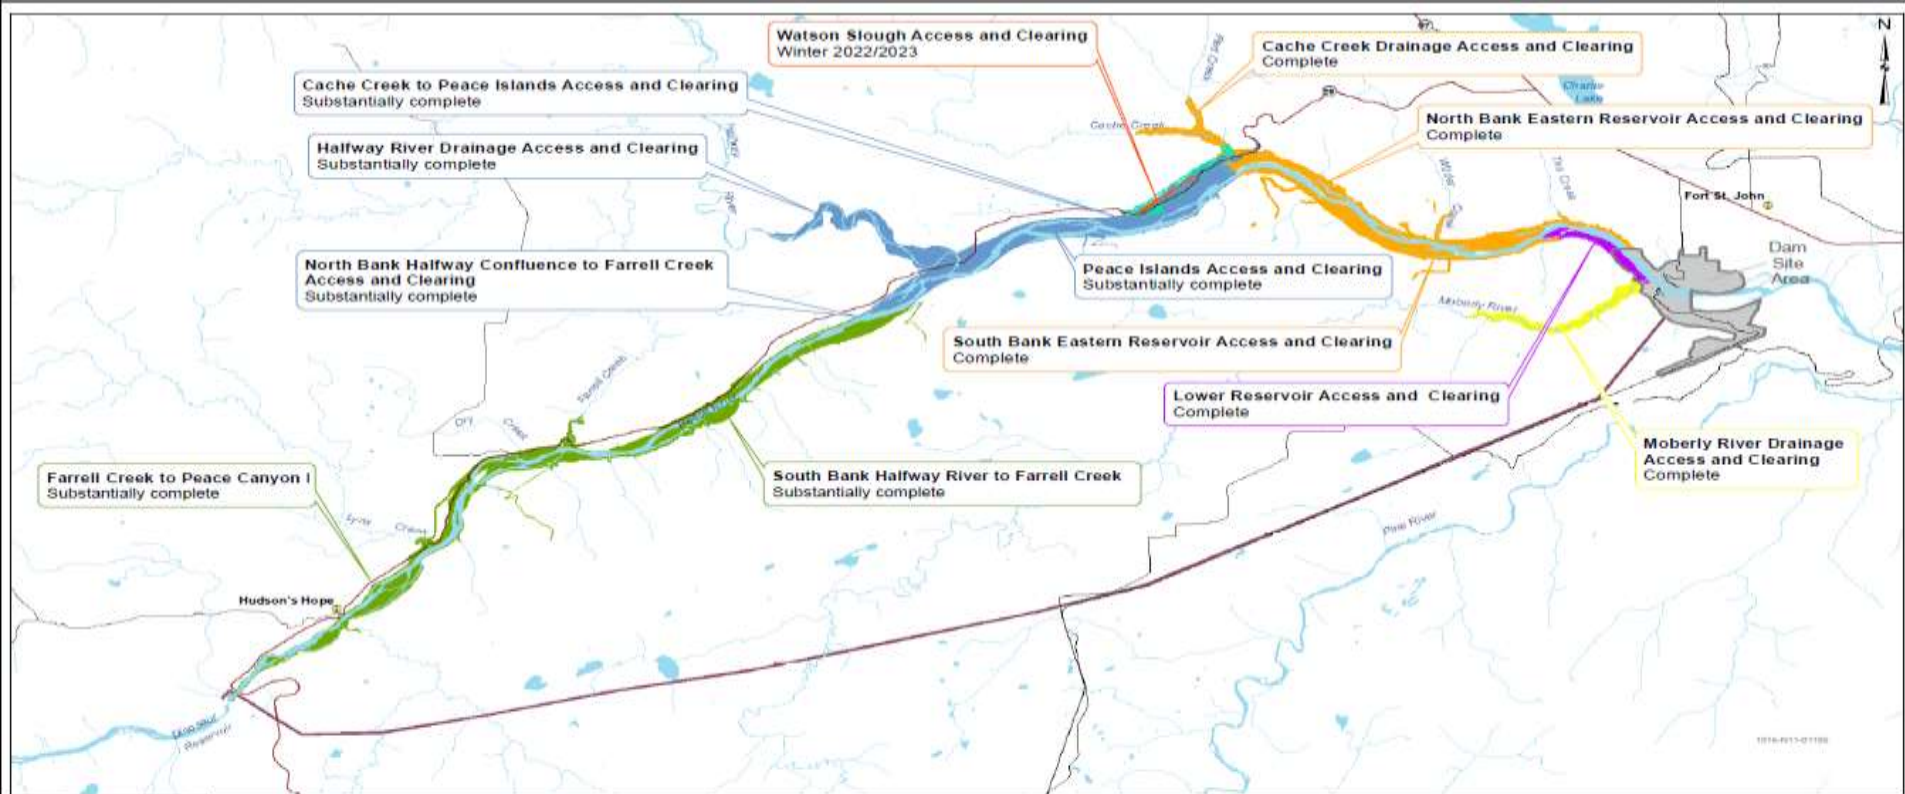 Watson Slough Access and Clearing
Winter 2022/2023
Cache Creek Drainage Access and Clearing
Complete
N
Cache Creek to Peace Islands Access and Clearing
Substantially complete
Charlie
Lake
North Bank Eastern Reservoir Access and Clearing
Complete
Cache Creek
Halfway River Drainage Access and Clearing
Substantially complete
River
Fort St. John
Dam
Site
Area
North Bank Halfway Confluence to Farrell Creek
Access and Clearing
Substantially complete
Peace Islands Access and Clearing
Substantially complete
Moberly River
South Bank Eastern Reservoir Access and Clearing
Complete
Lower Reservoir Access and Clearing
Complete
Farrell Creek
Dry
Creek
Moberly River Drainage
Access and Clearing
Complete
Farrell Creek to Peace Canyon I
Substantially complete
South Bank Halfway River to Farrell Creek
Substantially complete
Lynx Creek
Pine River
Hudson's Hope
Reservoir